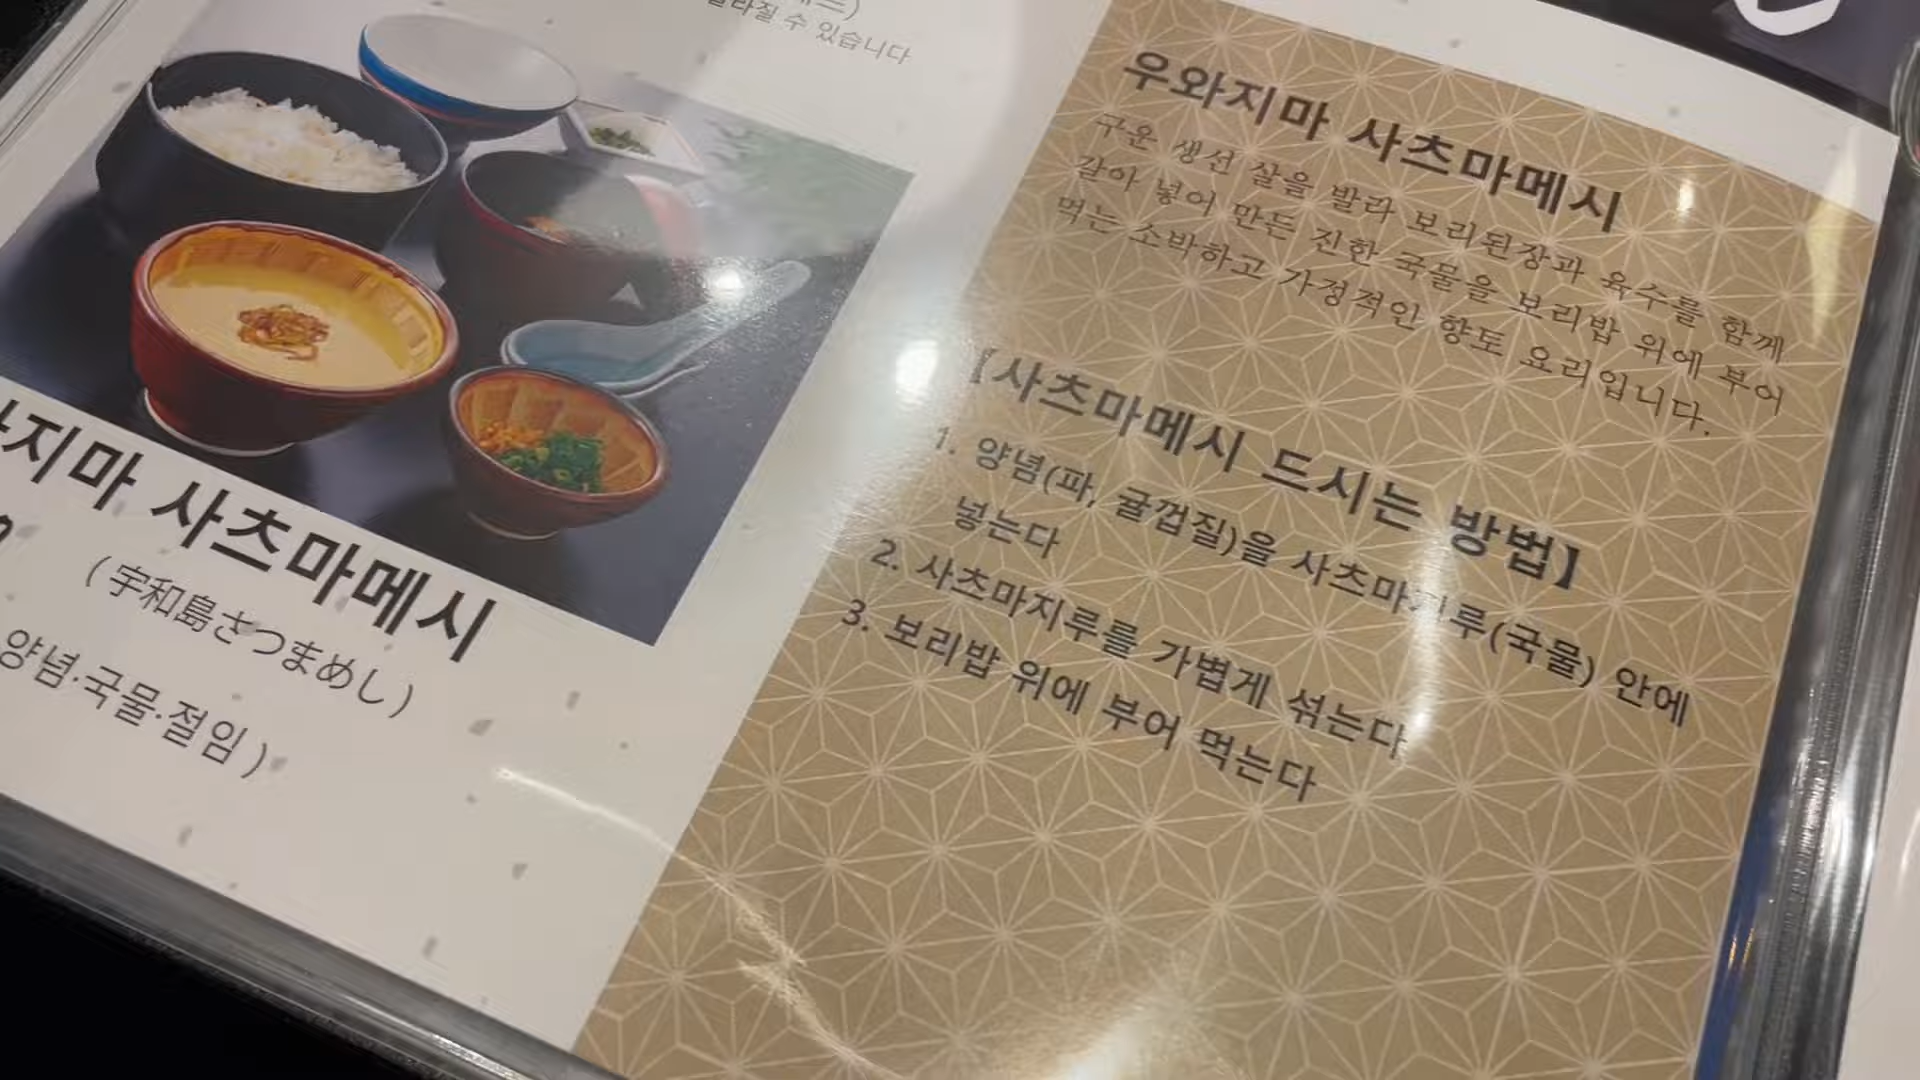 수 있습니다
지마 사츠마메시
(宇和島さつまめし)
양념·국물·절임 )
우와지마 사츠마메시
구운 생선 살을 발라 보리된장과 육수를 함께
갈아 넣어 만든 진한 국물을 보리밥 위에 부어
먹는 소박하고 가정적인 향토 요리입니다.
【사츠마메시 드시는 방법】
1. 양념(파, 귤껍질)을 사츠마지루(국물) 안에
넣는다
2. 사츠마지루를 가볍게 섞는다
3. 보리밥 위에 부어 먹는다